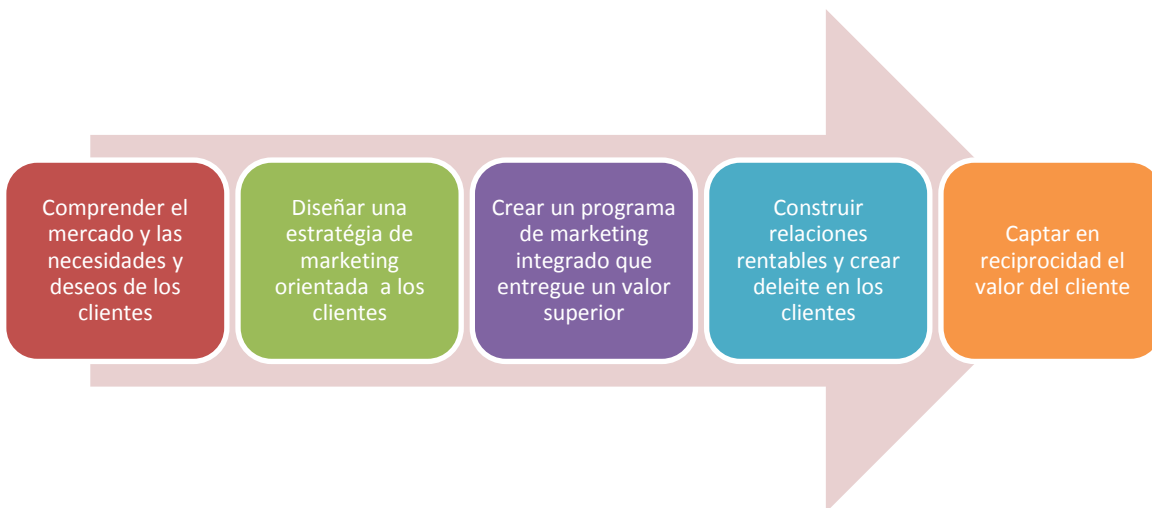 Comprender el
mercado y las
necesidades y
deseos de los
clientes
Diseñar una
estratégia de
marketing
orientada a los
clientes
Crear un programa
de marketing
integrado que
entregue un valor
superior
Construir
relaciones
rentables y crear
deleite en los
clientes
Captar en
reciprocidad el
valor del cliente